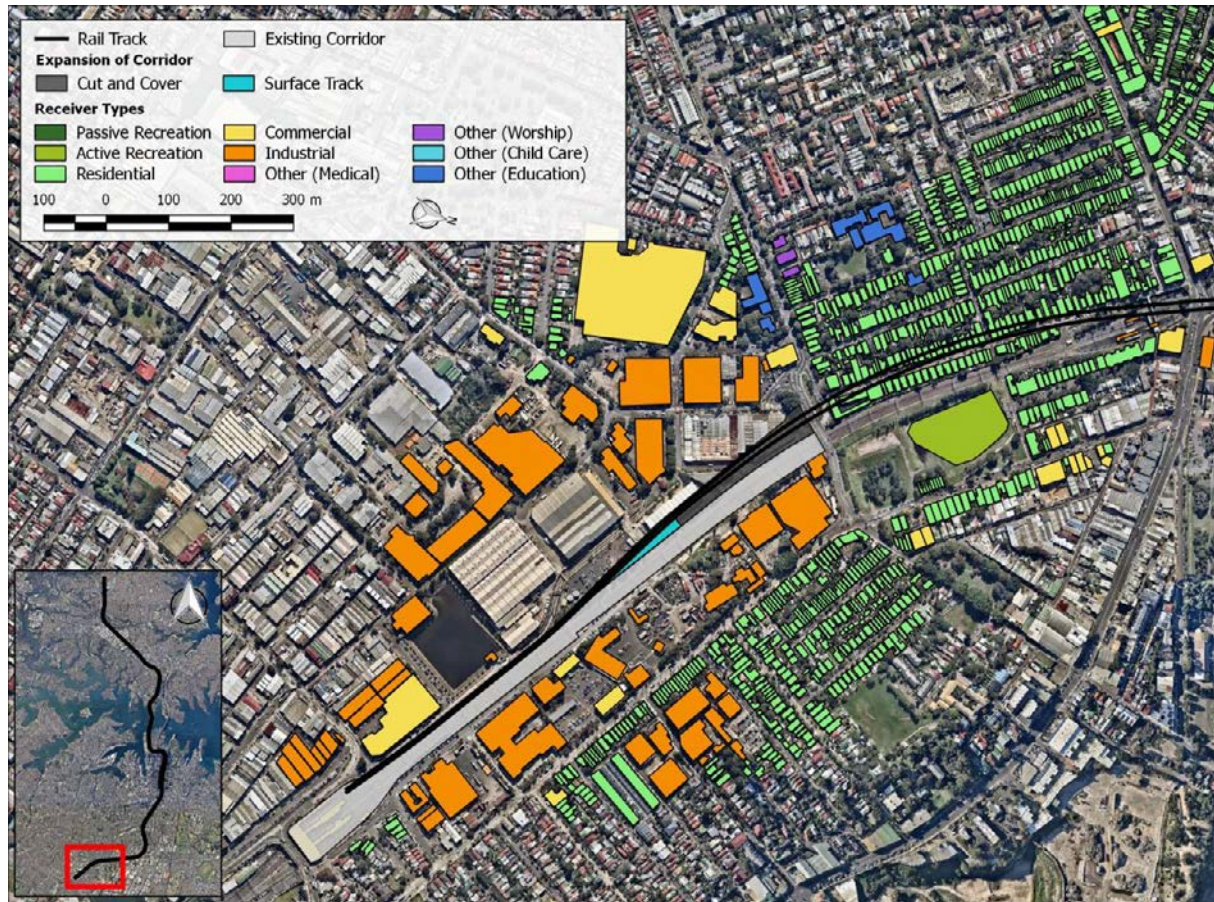 Rail Track
Existing Corridor
Expansion of Corridor
Cut and Cover
Surface Track
Receiver Types
Passive Recreation
Commercial
Other (Worship)
Active Recreation
Industrial
Other (Child Care)
Residential
Other (Medical)
Other (Education)
100 0 100 200 300 m